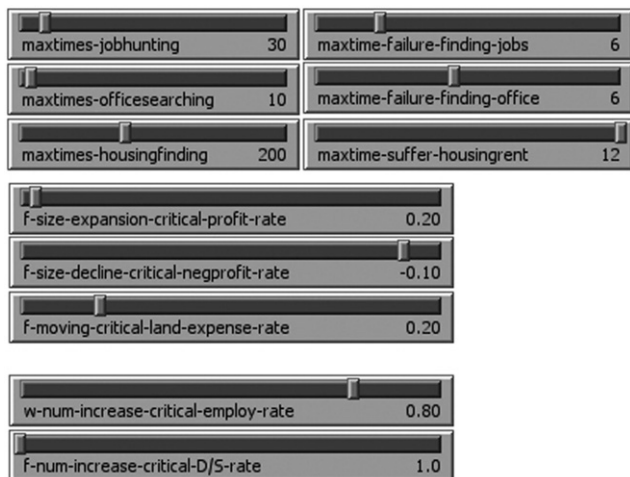 maxtimes-jobhunting 30 maxtime-failure-finding-jobs 6
maxtimes-officesearching 10 maxtime-failure-finding-office 6
maxtimes-housingfinding 200 maxtime-suffer-housingrent 12
f-size-expansion-critical-profit-rate 0.20
f-size-decline-critical-negprofit-rate -0.10
f-moving-critical-land-expense-rate 0.20
w-num-increase-critical-employ-rate 0.80
f-num-increase-critical-D/S-rate 1.0